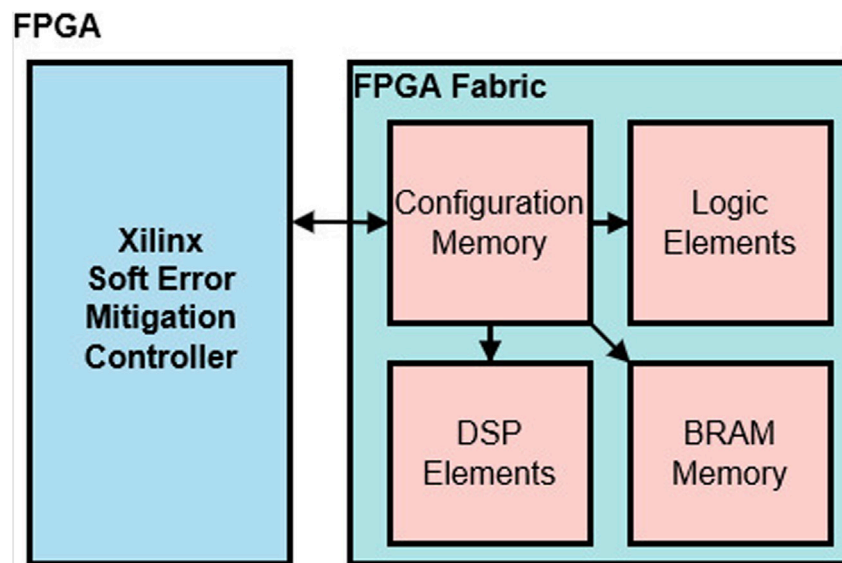 FPGA
Xilinx
Soft Error
Mitigation
Controller
FPGA Fabric
Configuration
Memory
Logic
Elements
DSP
Elements
BRAM
Memory